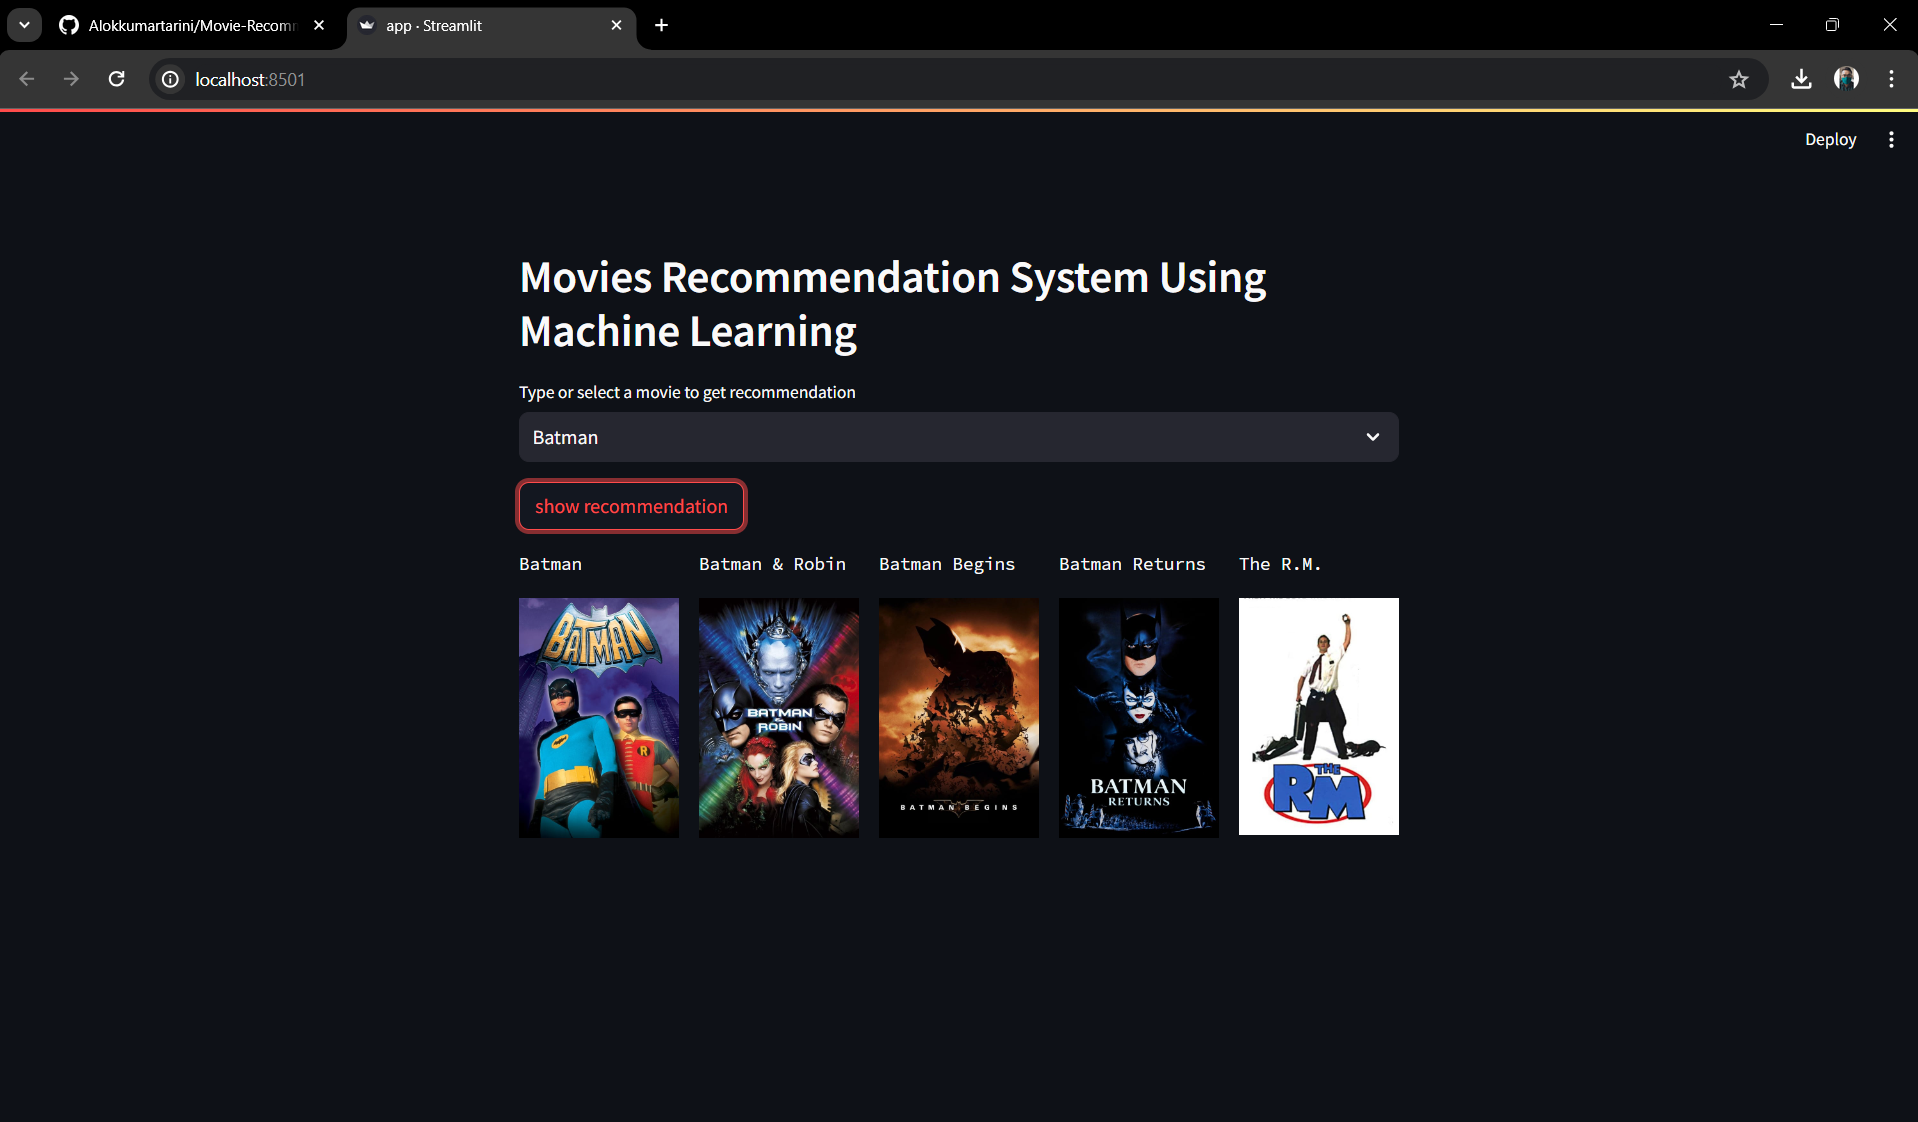 Alokkumartarini/Movie-Recom
app · Streamlit
localhost:8501
Deploy
Movies Recommendation System Using
Machine Learning
Type or select a movie to get recommendation
Batman
show recommendation
Batman
Batman & Robin
Batman Begins
Batman Returns
The R.M.
BATMAN
R
BATMAN
&
ROBIN
BATMAN BEGINS
BATMAN
RETURNS
THE
RM